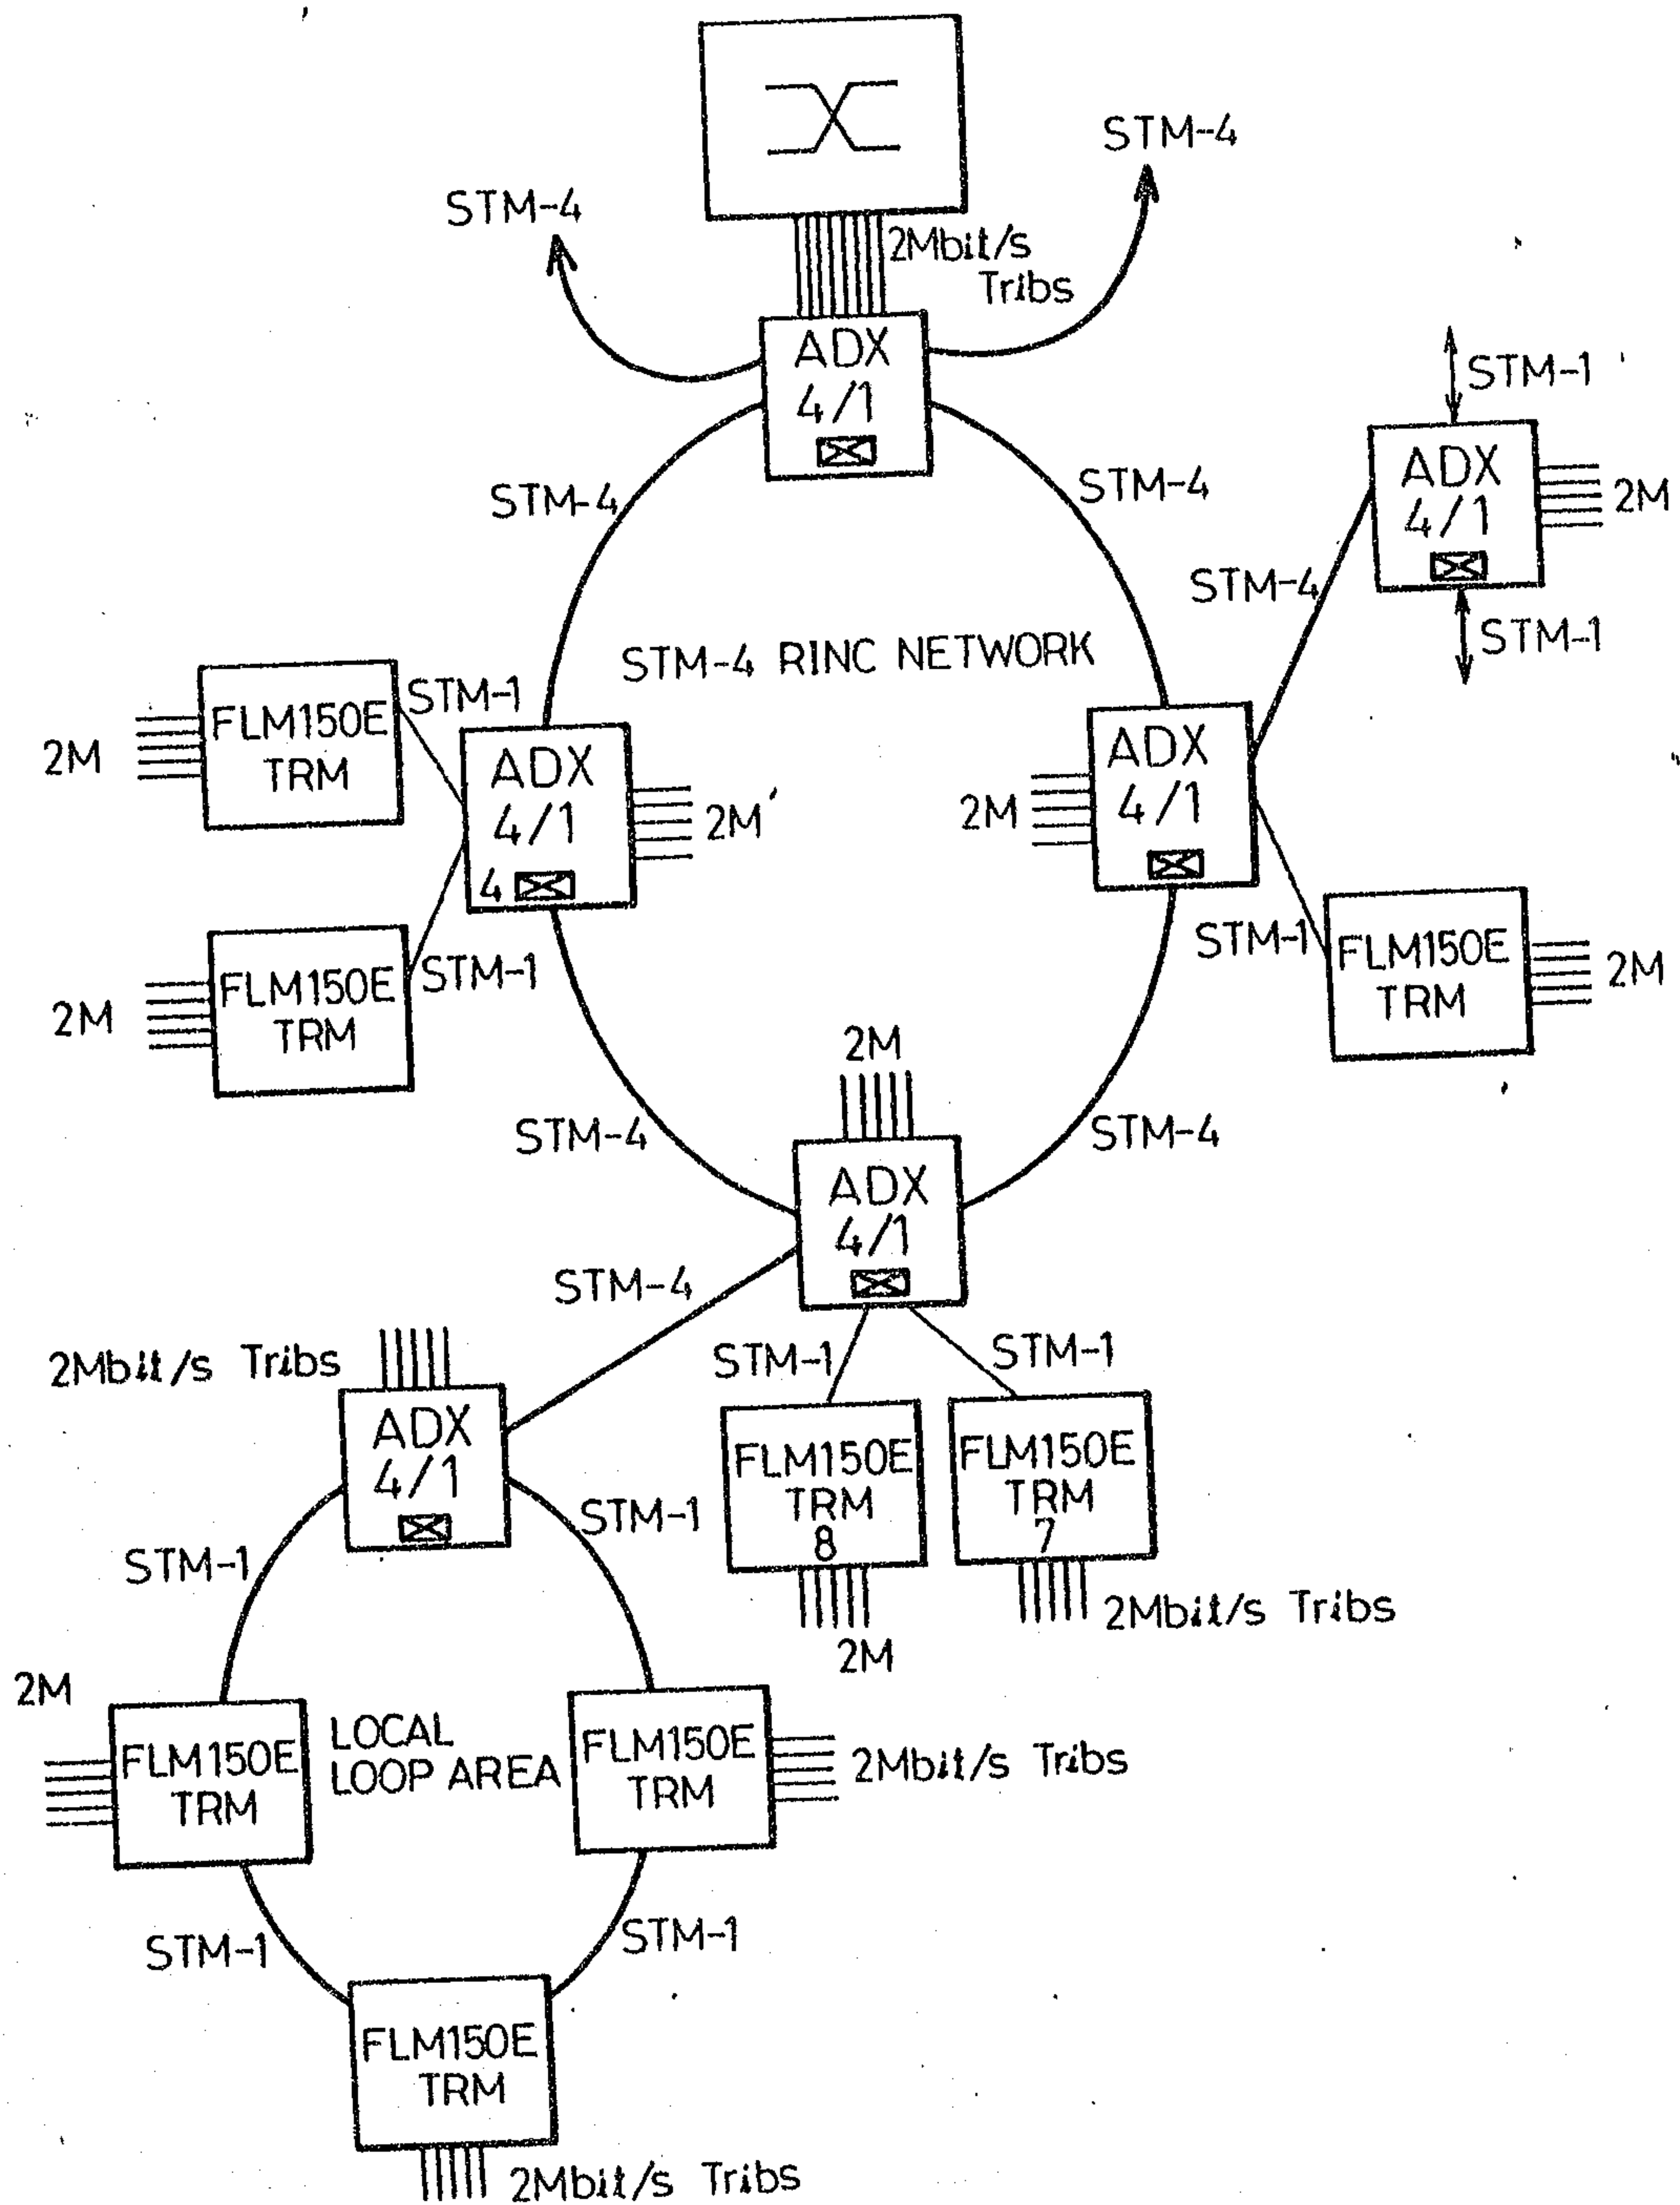 STM-4
STM-4
2Mbit/s
Tribs
ADX
4/1
STM-1
ADX
4/1
2M
STM-4
STM-4
STM-4
STM-1
STM-4 RINC NETWORK
FLM150E
TRM
2M
STM-1
ADX
4/1
4
2M'
ADX
4/1
2M
FLM150E
TRM
2M
STM-1
STM-1
FLM150E
TRM
2M
2M
STM-4
STM-4
ADX
4/1
STM-4
STM-1
STM-1
2Mbit/s Tribs
ADX
4/1
FLM150E
TRM
8
2M
FLM150E
TRM
7
2Mbit/s Tribs
STM-1
STM-1
2M
FLM150E
TRM
LOCAL
LOOP AREA
FLM150E
TRM
2Mbit/s Tribs
STM-1
STM-1
FLM150E
TRM
2Mbit/s Tribs